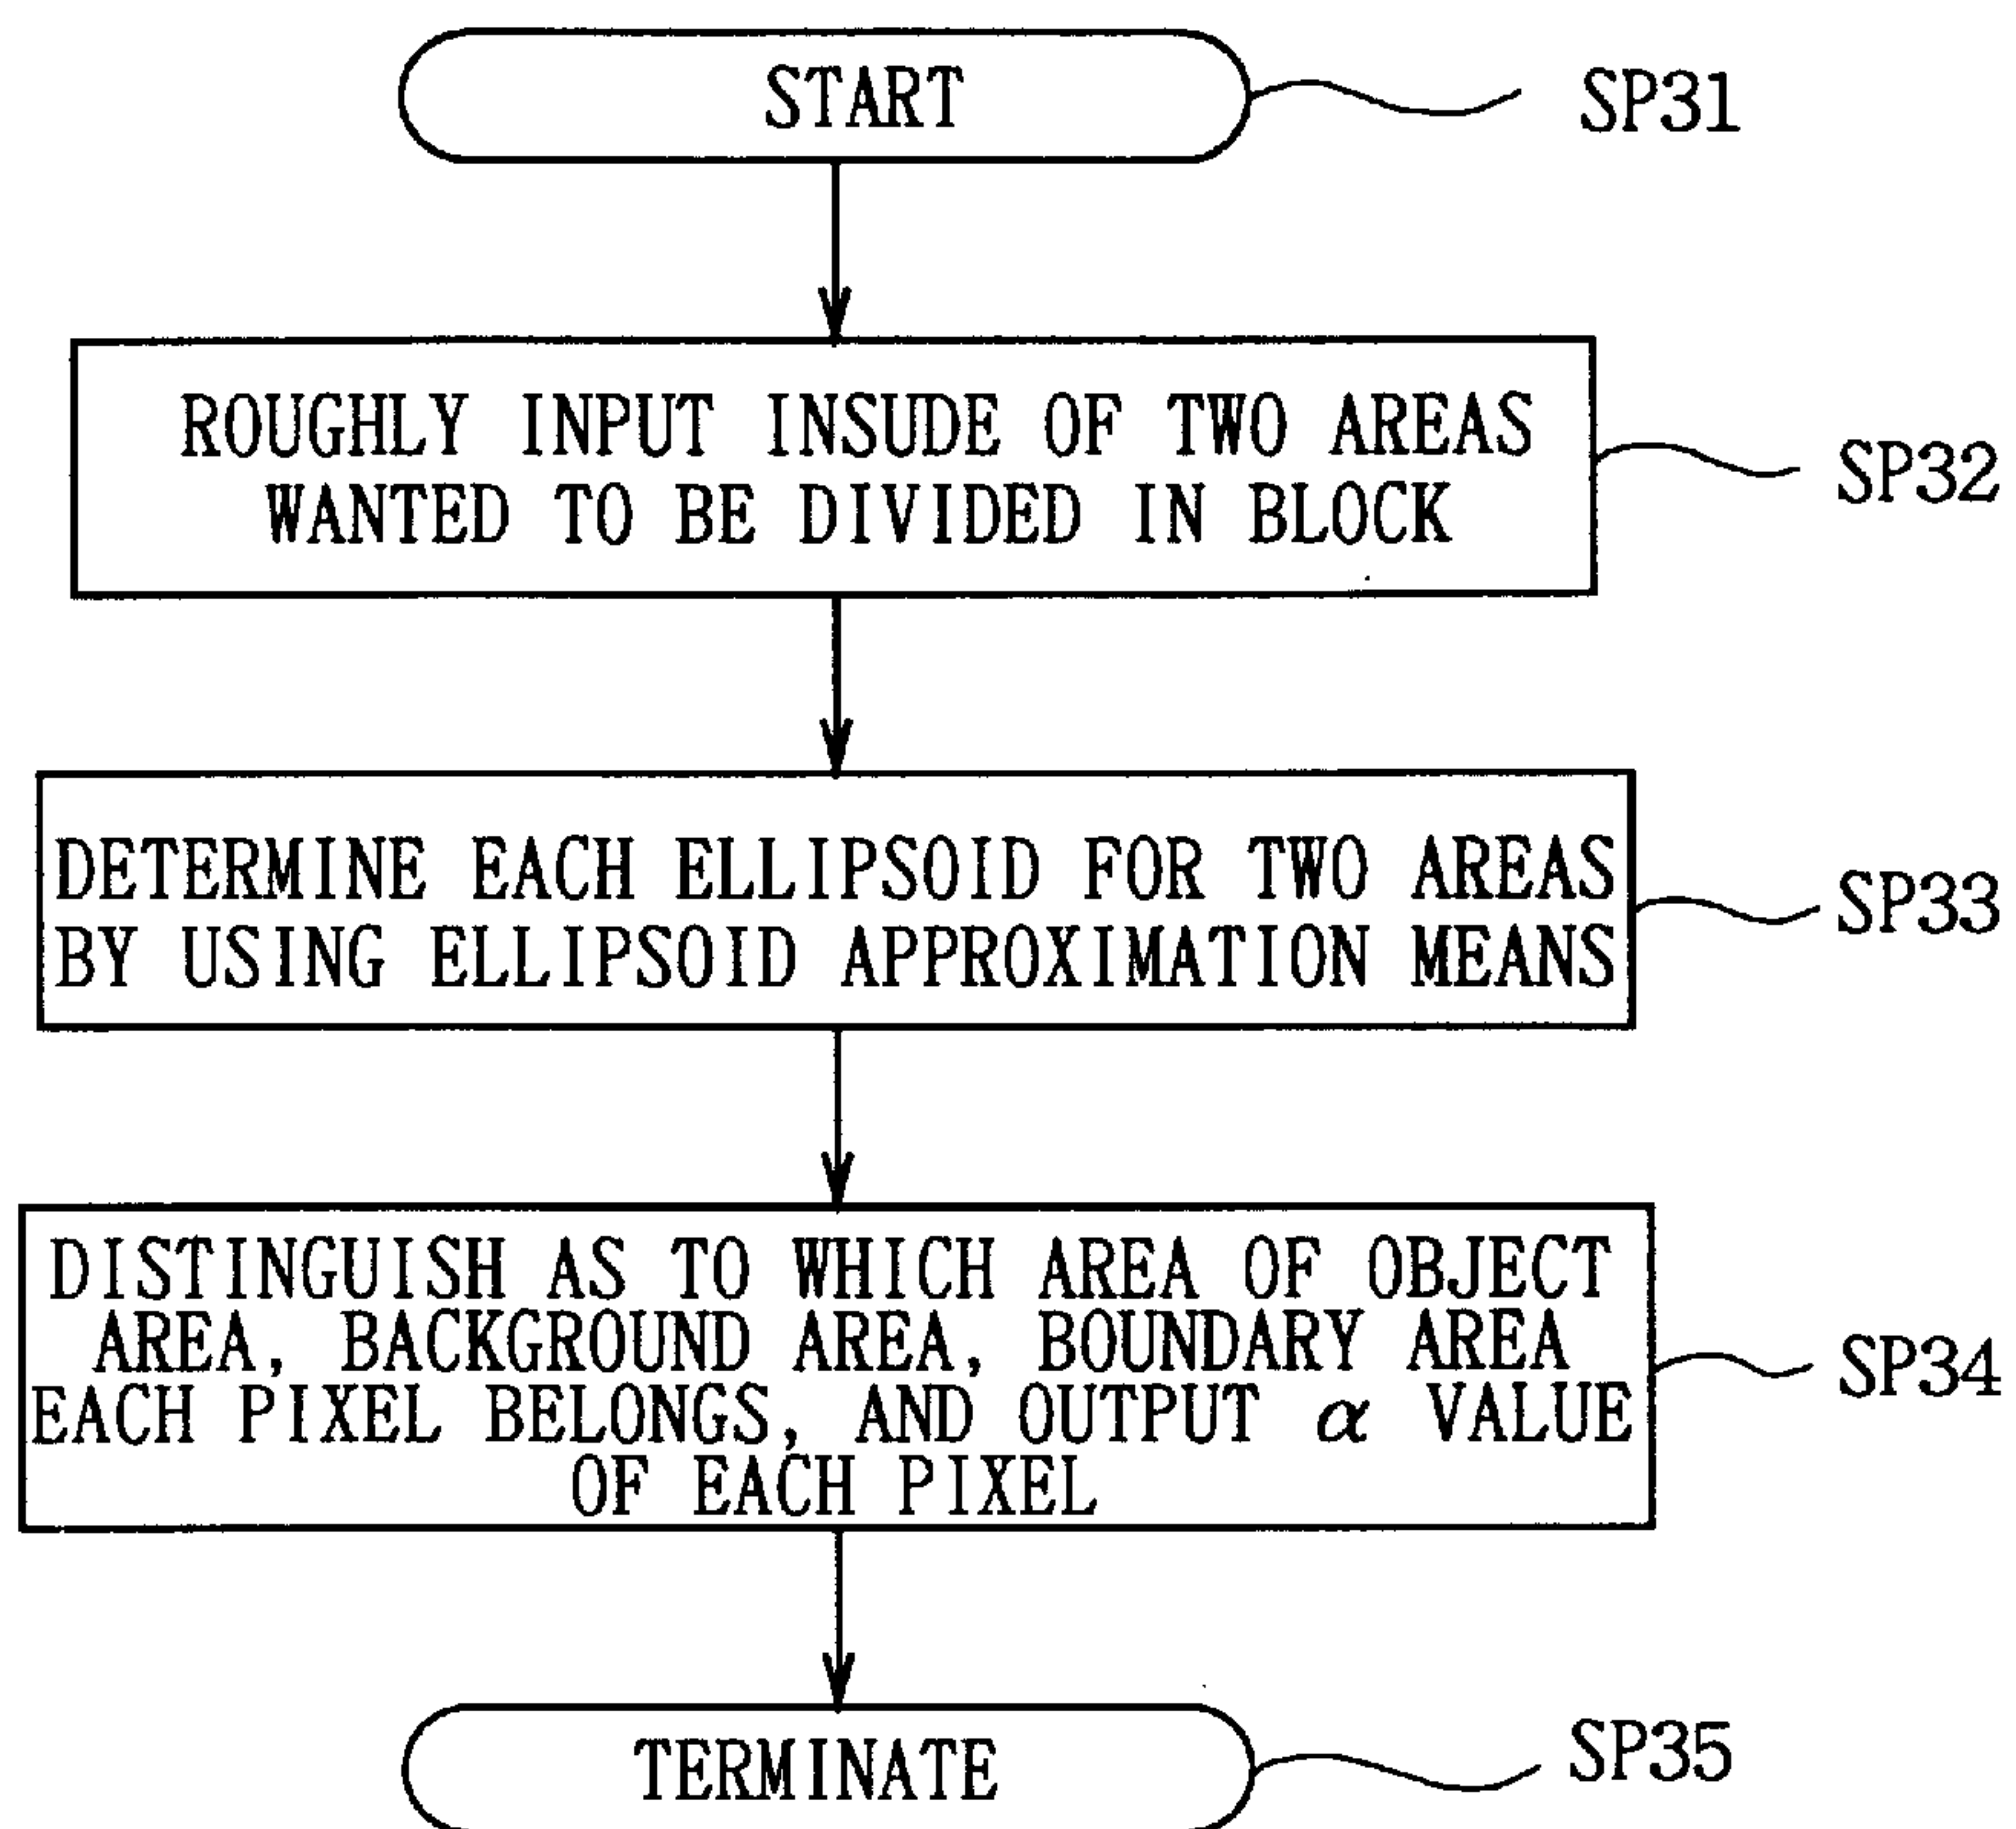 START
SP31
ROUGHLY INPUT INSUDE OF TWO AREAS
WANTED TO BE DIVIDED IN BLOCK
SP32
DETERMINE EACH ELLIPSOID FOR TWO AREAS
BY USING ELLIPSOID APPROXIMATION MEANS
SP33
DISTINGUISH AS TO WHICH AREA OF OBJECT
AREA, BACKGROUND AREA, BOUNDARY AREA
EACH PIXEL BELONGS, AND OUTPUT α VALUE
OF EACH PIXEL
SP34
TERMINATE
SP35